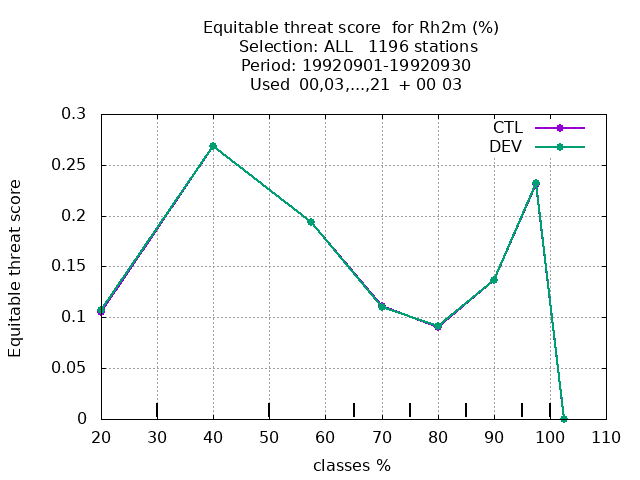 Equitable threat score  for Rh2m (%)
Selection: ALL   1196 stations
Period: 19920901-19920930
Used  00,03,...,21  + 00 03
CTL
DEV
Equitable threat score
0.3
0.25
0.2
0.15
0.1
0.05
0
20 30 40 50 60 70 80 90 100 110
classes %